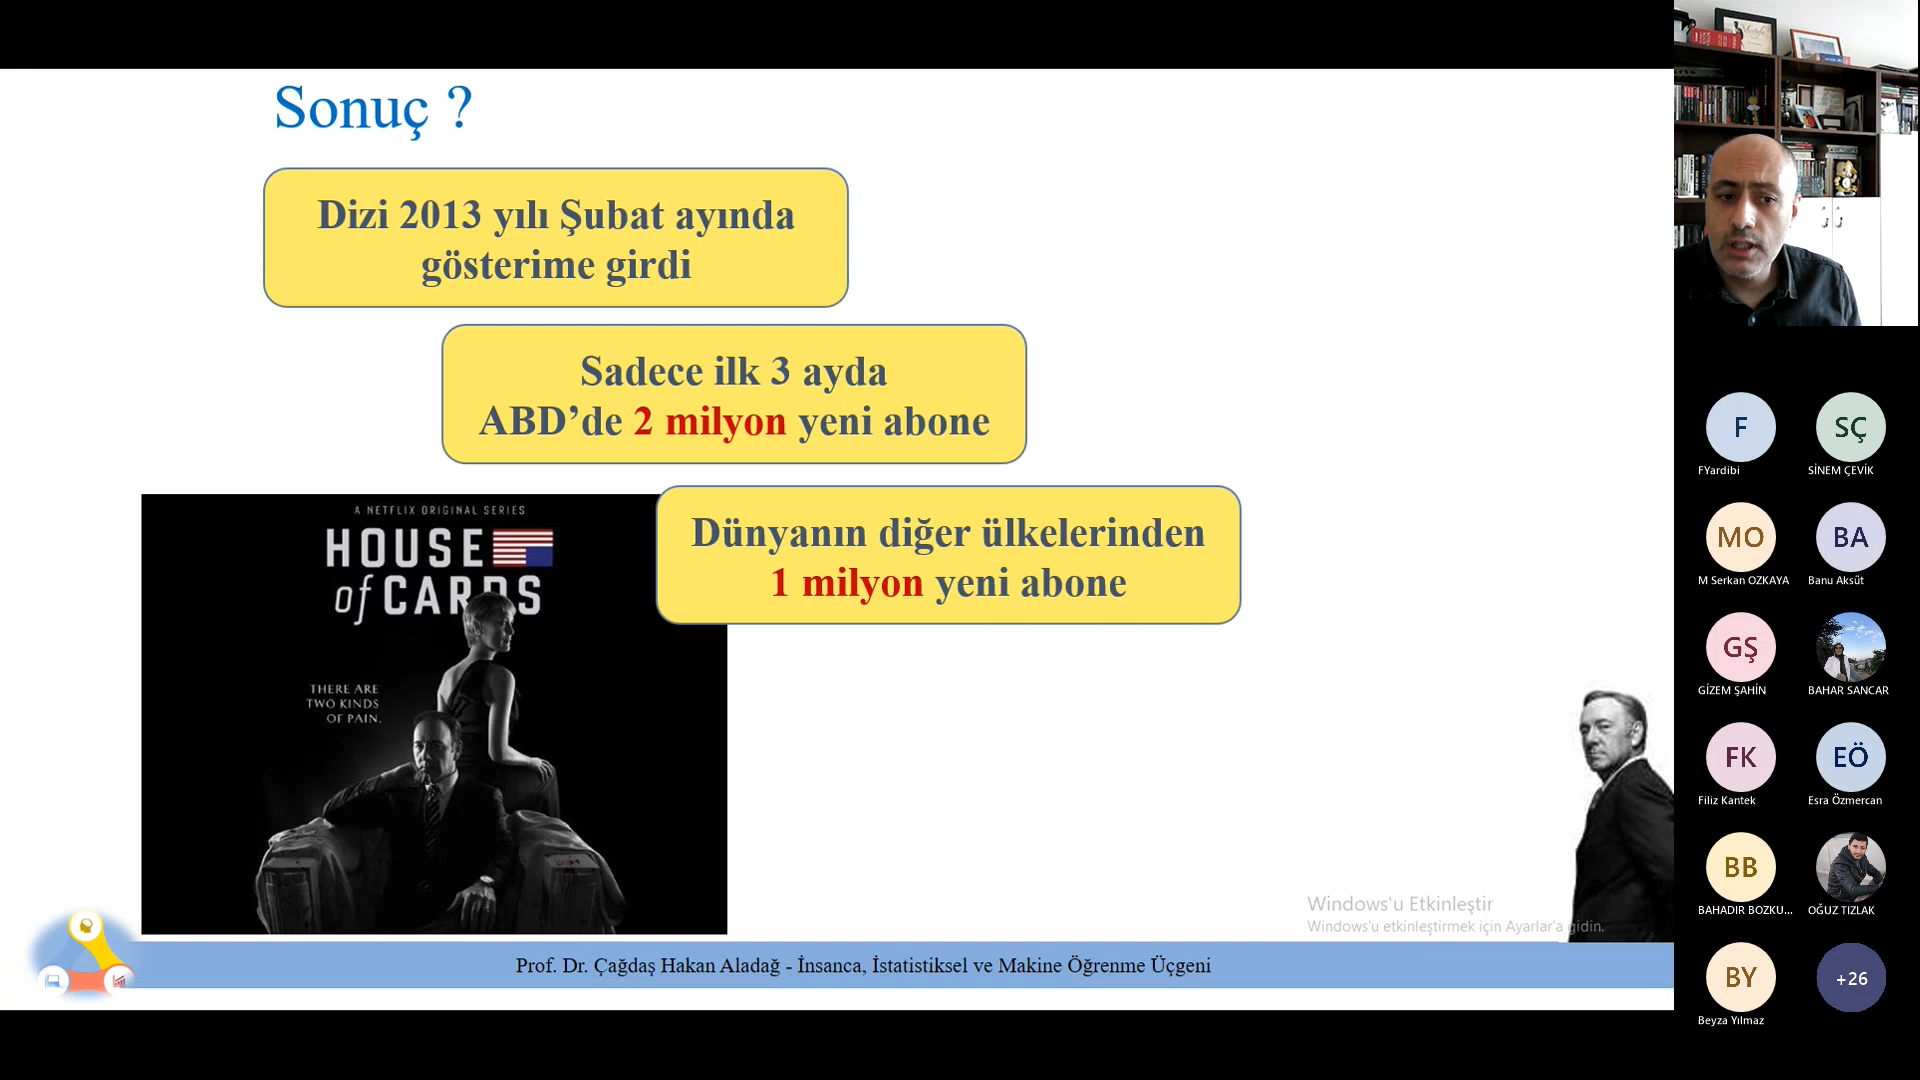 Sonuç ?
Dizi 2013 yılı Şubat ayında
gösterime girdi
Sadece ilk 3 ayda
ABD’de 2 milyon yeni abone
Dünyanın diğer ülkelerinden
1 milyon yeni abone
A NETFLIX ORIGINAL SERIES
HOUSE
of CARDS
THERE ARE
TWO KINDS
OF PAIN.
Windows'u Etkinleştir
Windows'u etkinleştirmek için Ayarlar'a gidin.
Prof. Dr. Çağdaş Hakan Aladağ - İnsanca, İstatistiksel ve Makine Öğrenme Üçgeni
F
FYardibi
SÇ
SİNEM ÇEVİK
MO
M Serkan OZKAYA
BA
Banu Aksüt
GŞ
GİZEM ŞAHİN
BAHAR SANCAR
FK
Filiz Kantek
EÖ
Esra Özmercan
BB
BAHADIR BOZKU...
OĞUZ TIZLAK
BY
Beyza Yılmaz
+26